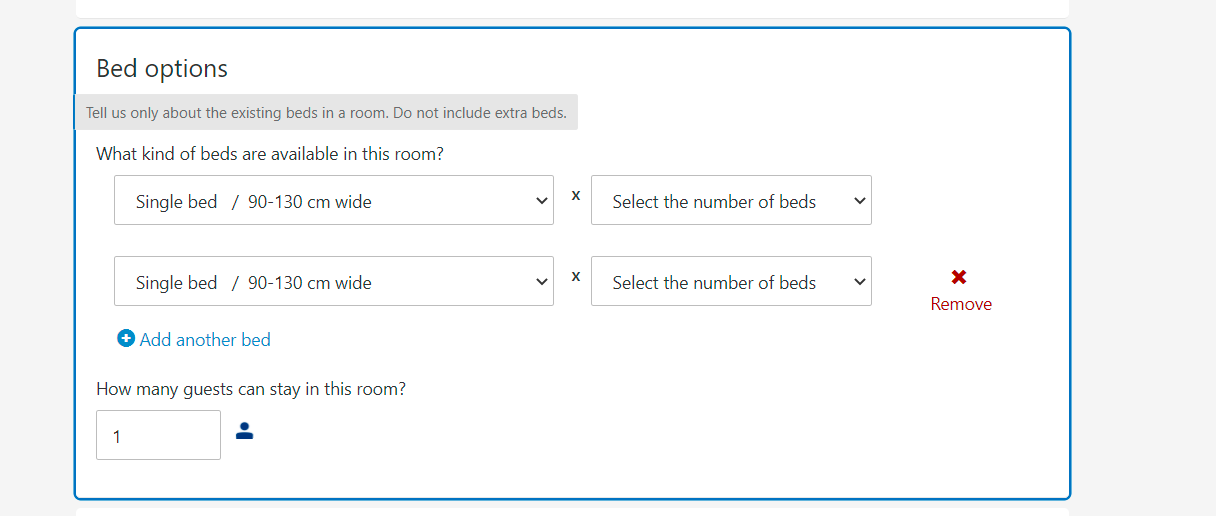 Bed options
Tell us only about the existing beds in a room. Do not include extra beds.
What kind of beds are available in this room?
Single bed / 90-130 cm wide x Select the number of beds
Single bed / 90-130 cm wide x Select the number of beds
Remove
Add another bed
How many guests can stay in this room?
1